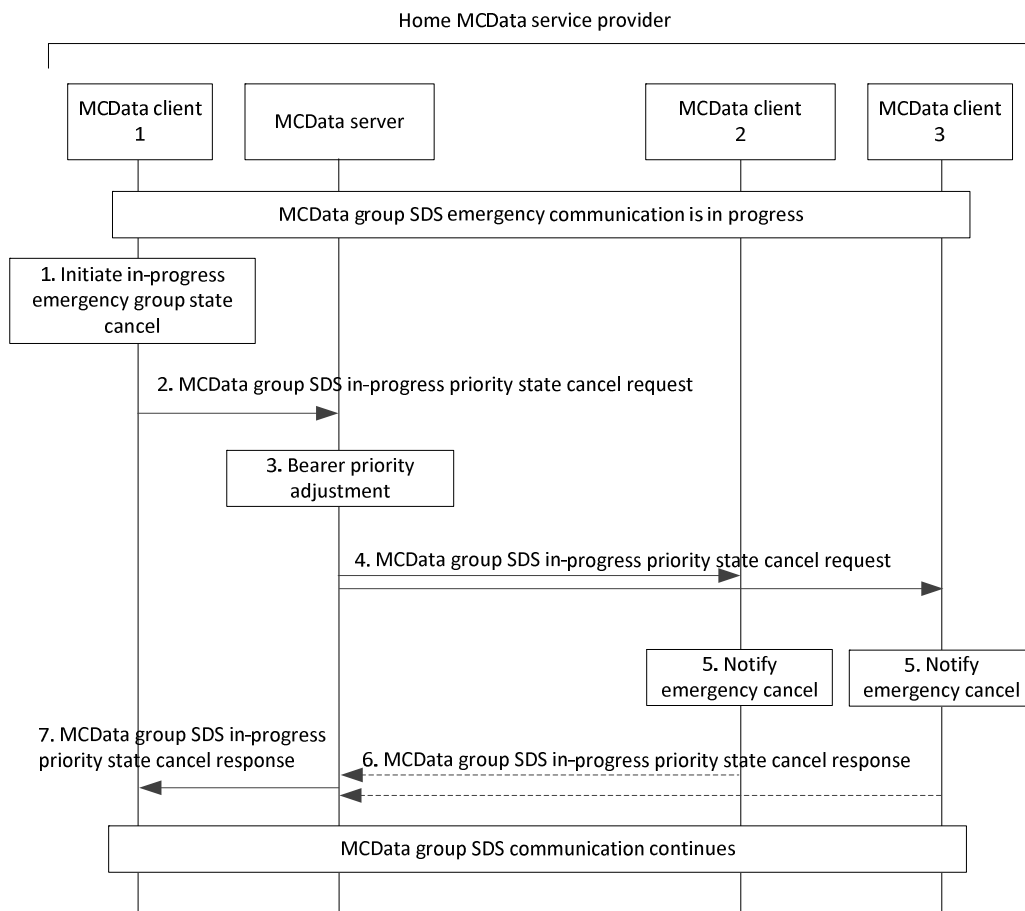 Home MCData service provider
MCData client
1
MCData server
MCData client
2
MCData client
3
MCData group SDS emergency communication is in progress
1. Initiate in-progress
emergency group state
cancel
2. MCData group SDS in-progress priority state cancel request
3. Bearer priority
adjustment
4. MCData group SDS in-progress priority state cancel request
5. Notify
emergency cancel
5. Notify
emergency cancel
7. MCData group SDS in-progress
priority state cancel response
6. MCData group SDS in-progress priority state cancel response
MCData group SDS communication continues